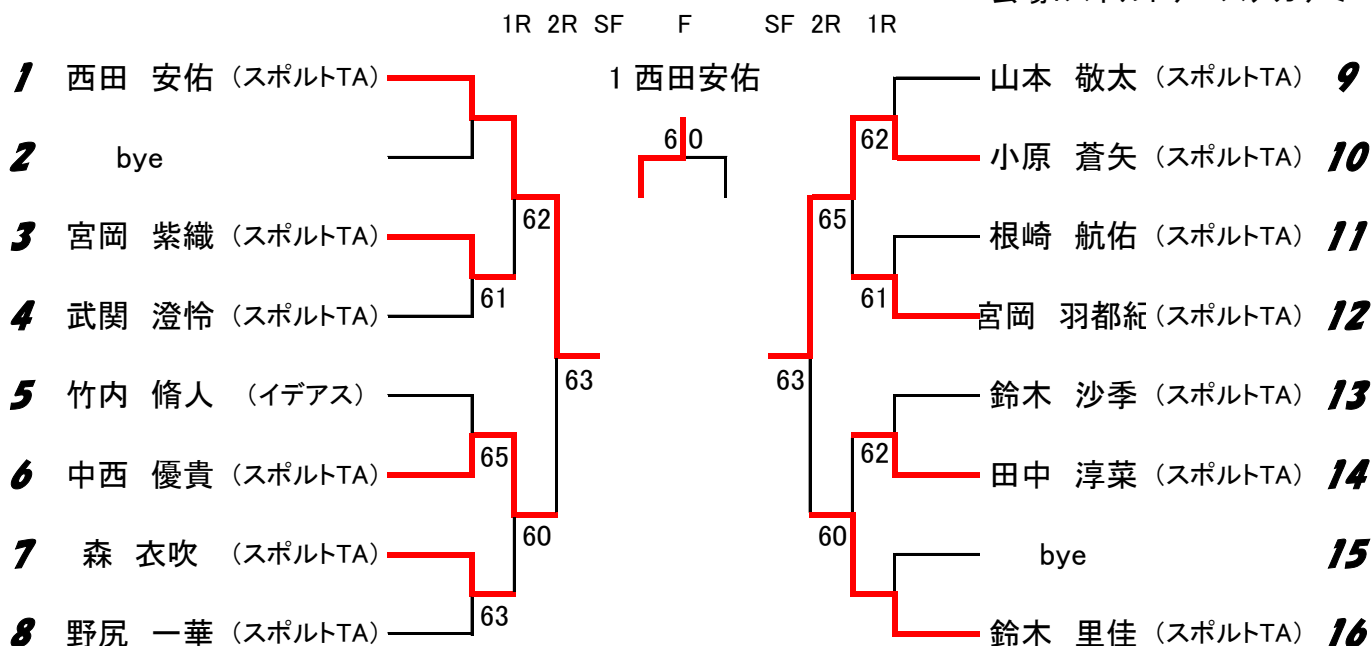 1R 2R SF F SF 2R 1R
1 西田 安佑 (スポルトTA)
1 西田安佑
山本 敬太 (スポルトTA) 9
6 0
62
2 bye
小原 蒼矢 (スポルトTA) 10
62
65
3 宮岡 紫織 (スポルトTA)
根崎 航佑 (スポルトTA) 11
61
61
4 武関 澄怜 (スポルトTA)
宮岡 羽都紀 (スポルトTA) 12
63
63
5 竹内 脩人 (イデアス)
鈴木 沙季 (スポルトTA) 13
65
62
6 中西 優貴 (スポルトTA)
田中 淳菜 (スポルトTA) 14
60
60
7 森 衣吹 (スポルトTA)
bye 15
63
8 野尻 一華 (スポルトTA)
鈴木 里佳 (スポルトTA) 16